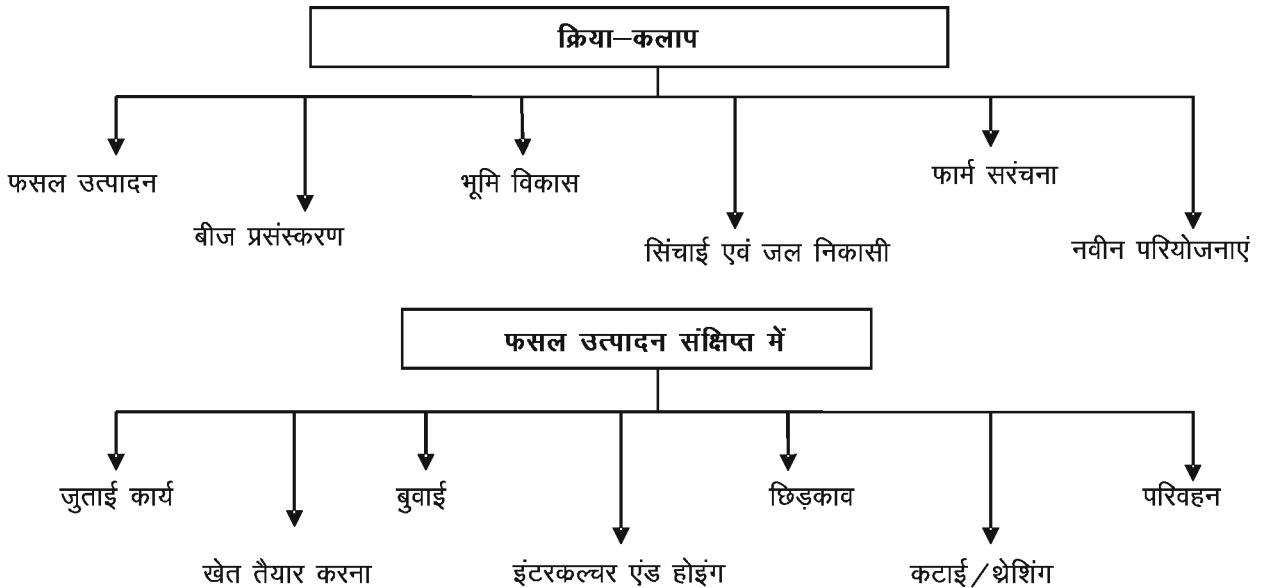 क्रिया–कलाप
फसल उत्पादन
बीज प्रसंस्करण
भूमि विकास
सिंचाई एवं जल निकासी
फार्म सरंचना
नवीन परियोजनाएं
फसल उत्पादन संक्षिप्त में
जुताई कार्य
खेत तैयार करना
बुवाई
इंटरकल्चर एंड होइंग
छिड़काव
कटाई/थ्रेशिंग
परिवहन